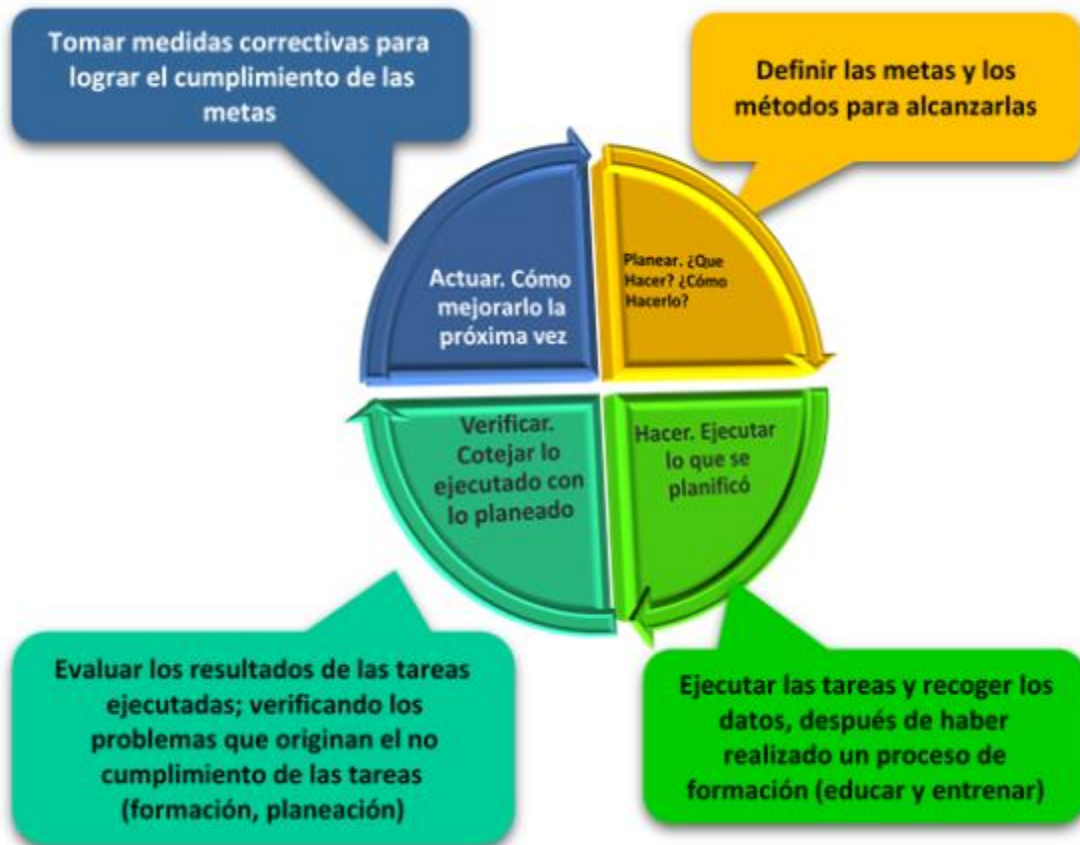 Tomar medidas correctivas para
lograr el cumplimiento de las
metas
Definir las metas y los
métodos para alcanzarlas
Actuar. Cómo
mejorarlo la
próxima vez
Planear. ¿Que
Hacer? ¿Cómo
Hacerlo?
Verificar.
Cotejar lo
ejecutado con
lo planeado
Hacer. Ejecutar
lo que se
planificó
Evaluar los resultados de las tareas
ejecutadas; verificando los
problemas que originan el no
cumplimiento de las tareas
(formación, planeación)
Ejecutar las tareas y recoger los
datos, después de haber
realizado un proceso de
formación (educar y entrenar)